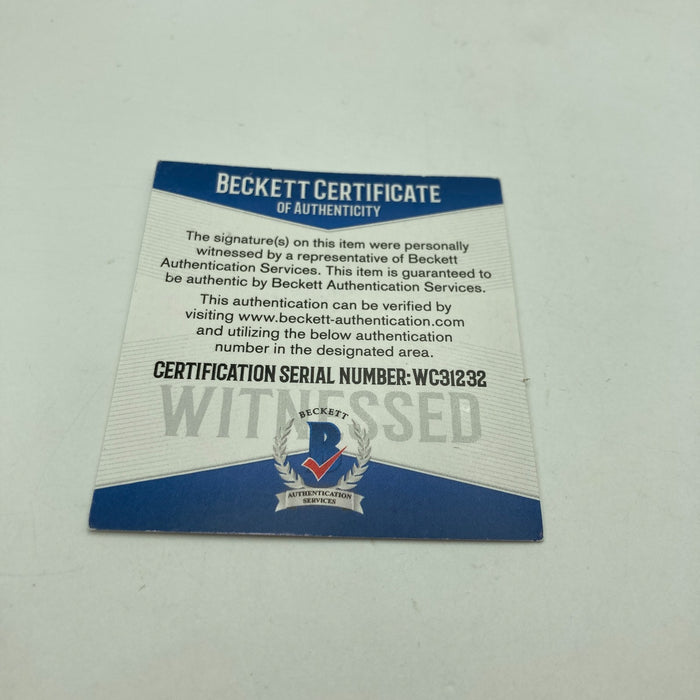 BECKETT CERTIFICATE
OF AUTHENTICITY
The signature(s) on this item were personally
witnessed by a representative of Beckett
Authentication Services. This item is guaranteed to
be authentic by Beckett Authentication Services.
This authentication can be verified by
visiting www.beckett-authentication.com
and utilizing the below authentication
number in the designated area.
CERTIFICATION SERIAL NUMBER: WC31232
WITNESSED
BECKETT
B
AUTHENTICATION
SERVICES